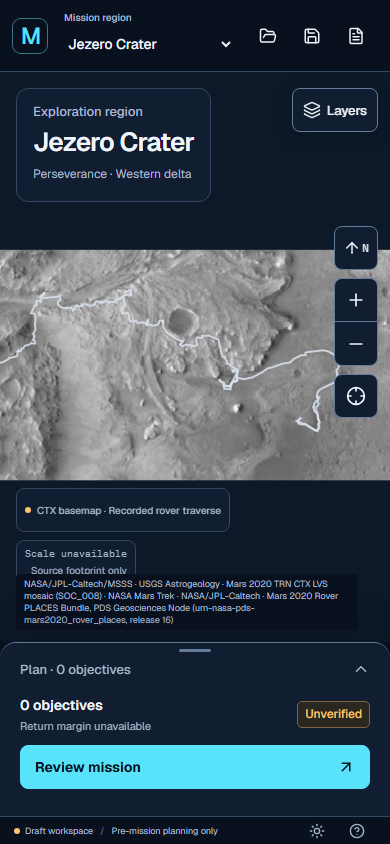 M
Mission region
Jezero Crater
Exploration region
Jezero Crater
Perseverance · Western delta
Layers
N
CTX basemap · Recorded rover traverse
Scale unavailable
Source footprint only
NASA/JPL-Caltech/MSSS · USGS Astrogeology · Mars 2020 TRN CTX LVS
mosaic (SOC_008) · NASA Mars Trek · NASA/JPL-Caltech · Mars 2020 Rover
PLACES Bundle, PDS Geosciences Node (urn-nasa-pds-
mars2020_rover_places, release 16)
Plan · 0 objectives
0 objectives
Return margin unavailable
Unverified
Review mission
Draft workspace / Pre-mission planning only